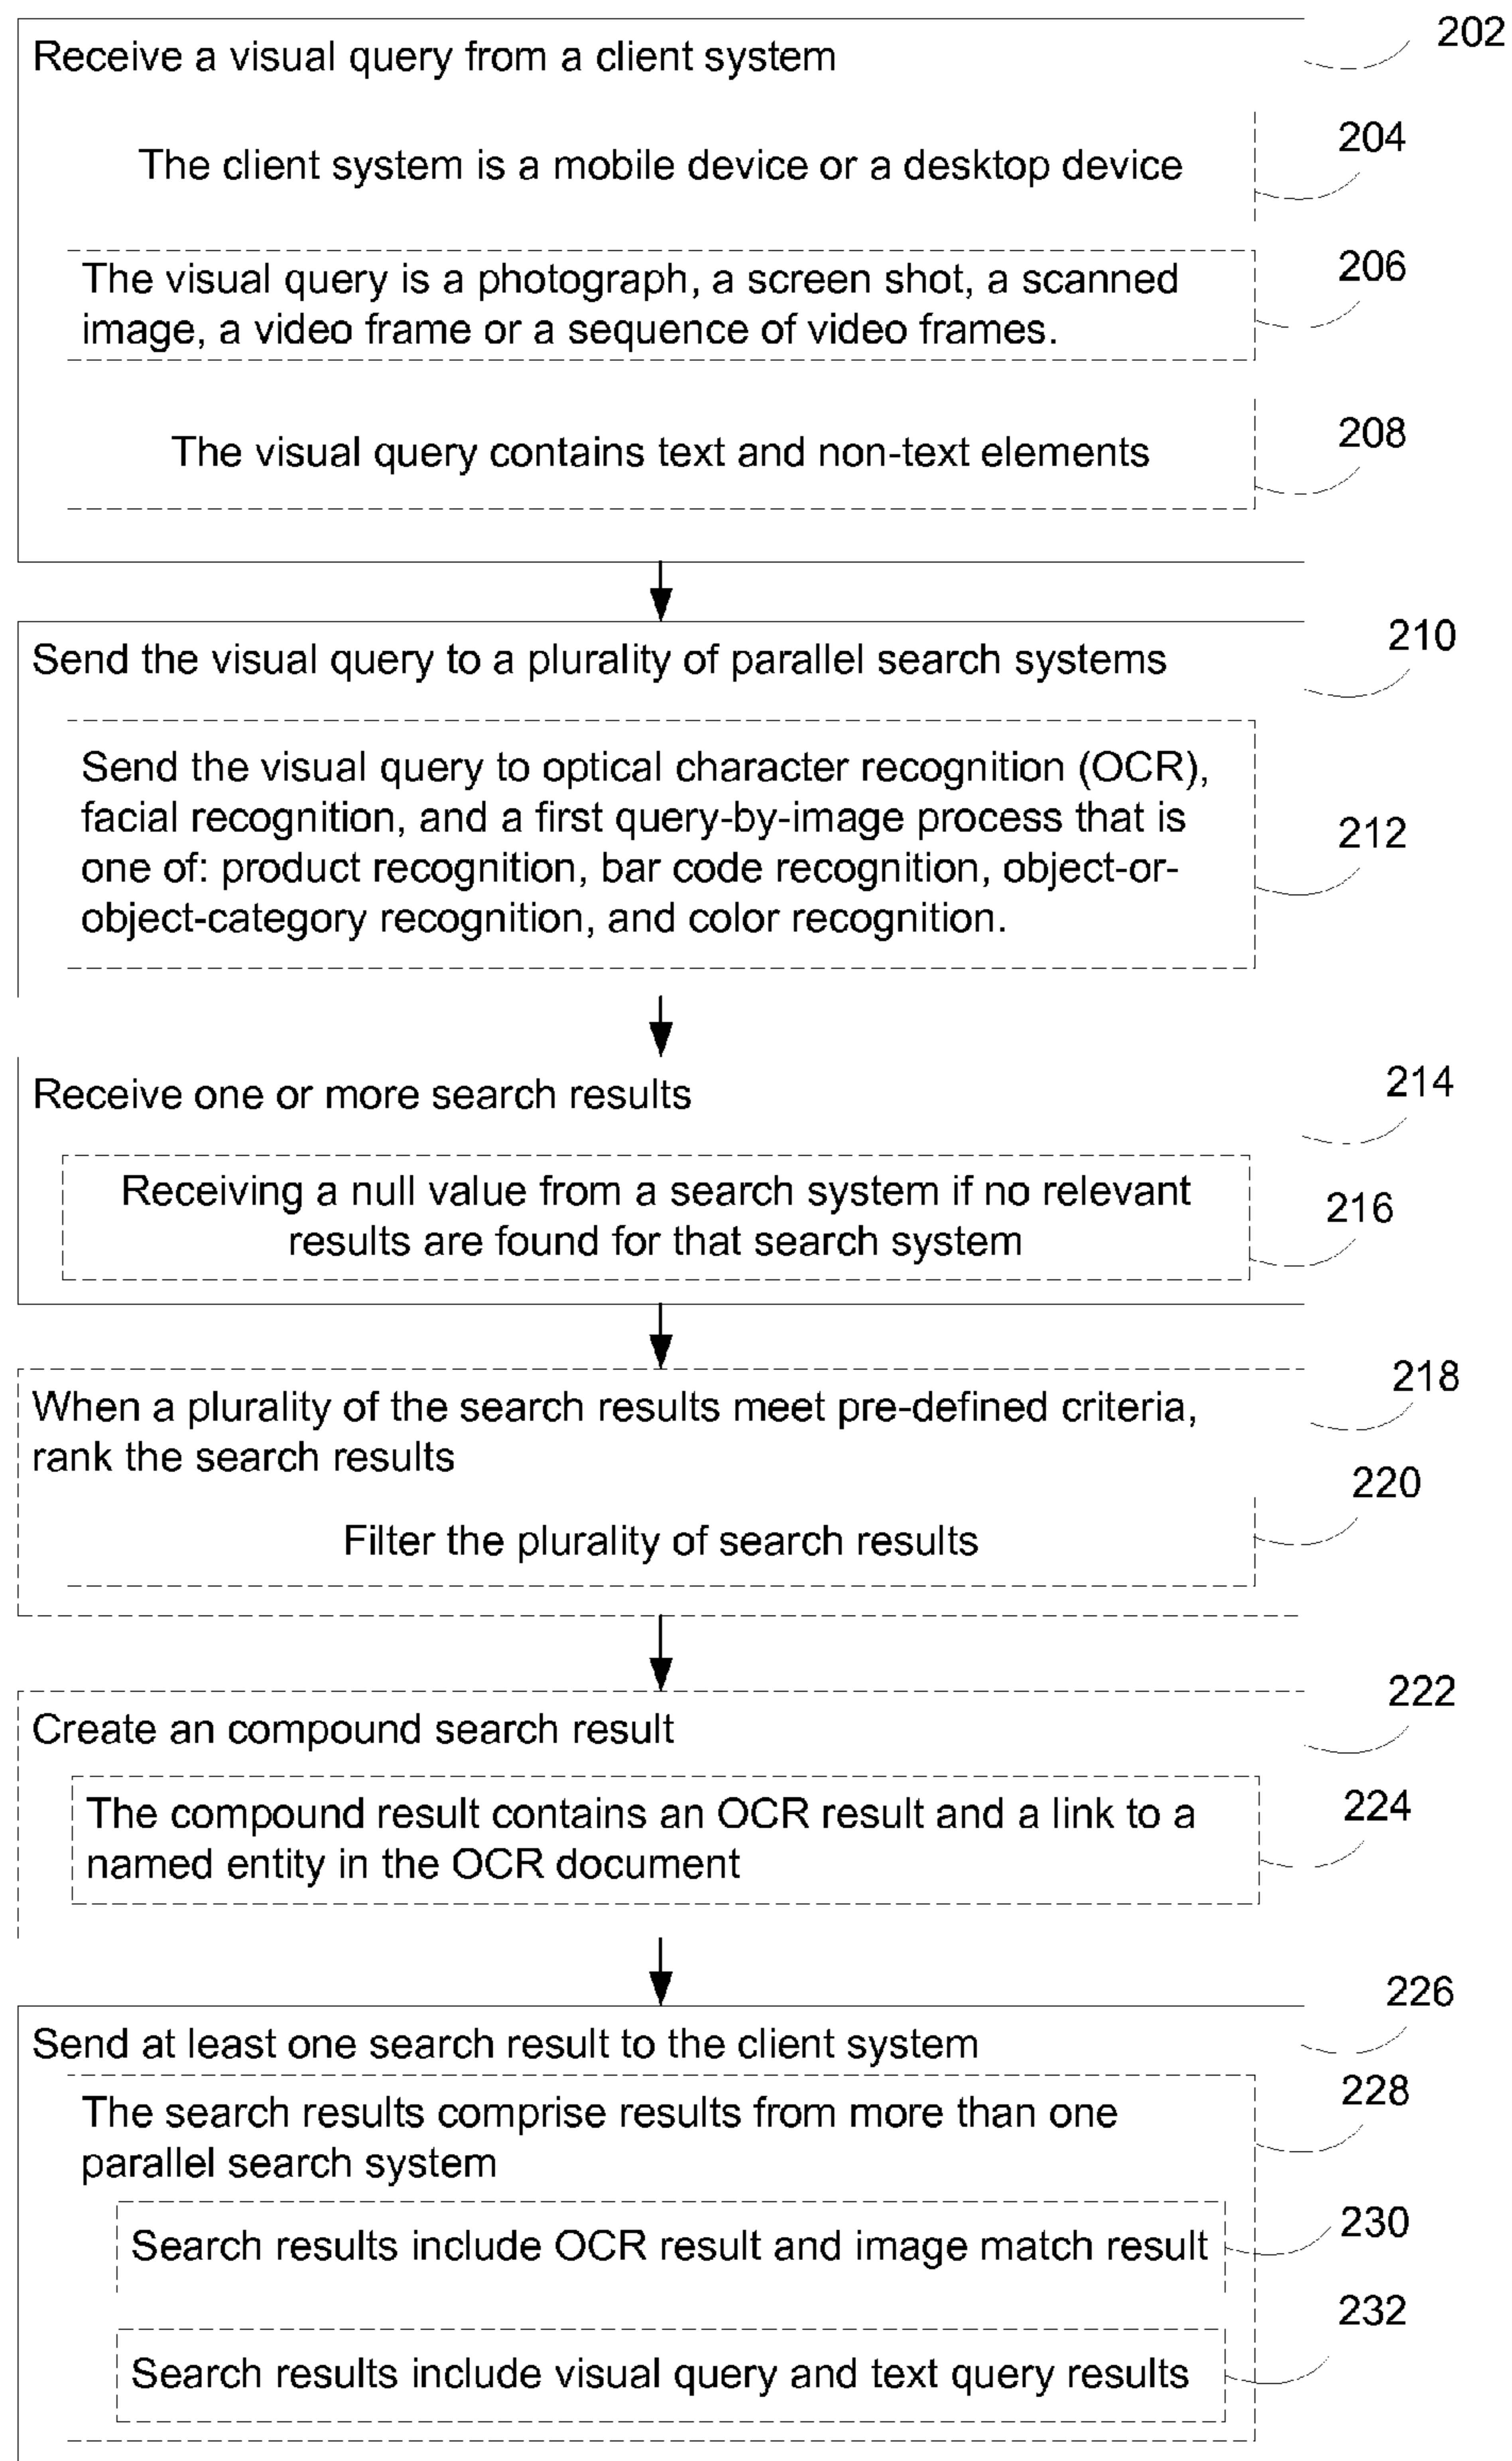 Receive a visual query from a client system
202
The client system is a mobile device or a desktop device
204
The visual query is a photograph, a screen shot, a scanned
image, a video frame or a sequence of video frames.
206
The visual query contains text and non-text elements
208
Send the visual query to a plurality of parallel search systems
210
Send the visual query to optical character recognition (OCR),
facial recognition, and a first query-by-image process that is
one of: product recognition, bar code recognition, object-or-
object-category recognition, and color recognition.
212
Receive one or more search results
214
Receiving a null value from a search system if no relevant
results are found for that search system
216
When a plurality of the search results meet pre-defined criteria,
rank the search results
218
Filter the plurality of search results
220
Create an compound search result
222
The compound result contains an OCR result and a link to a
named entity in the OCR document
224
Send at least one search result to the client system
226
The search results comprise results from more than one
parallel search system
228
Search results include OCR result and image match result
230
Search results include visual query and text query results
232